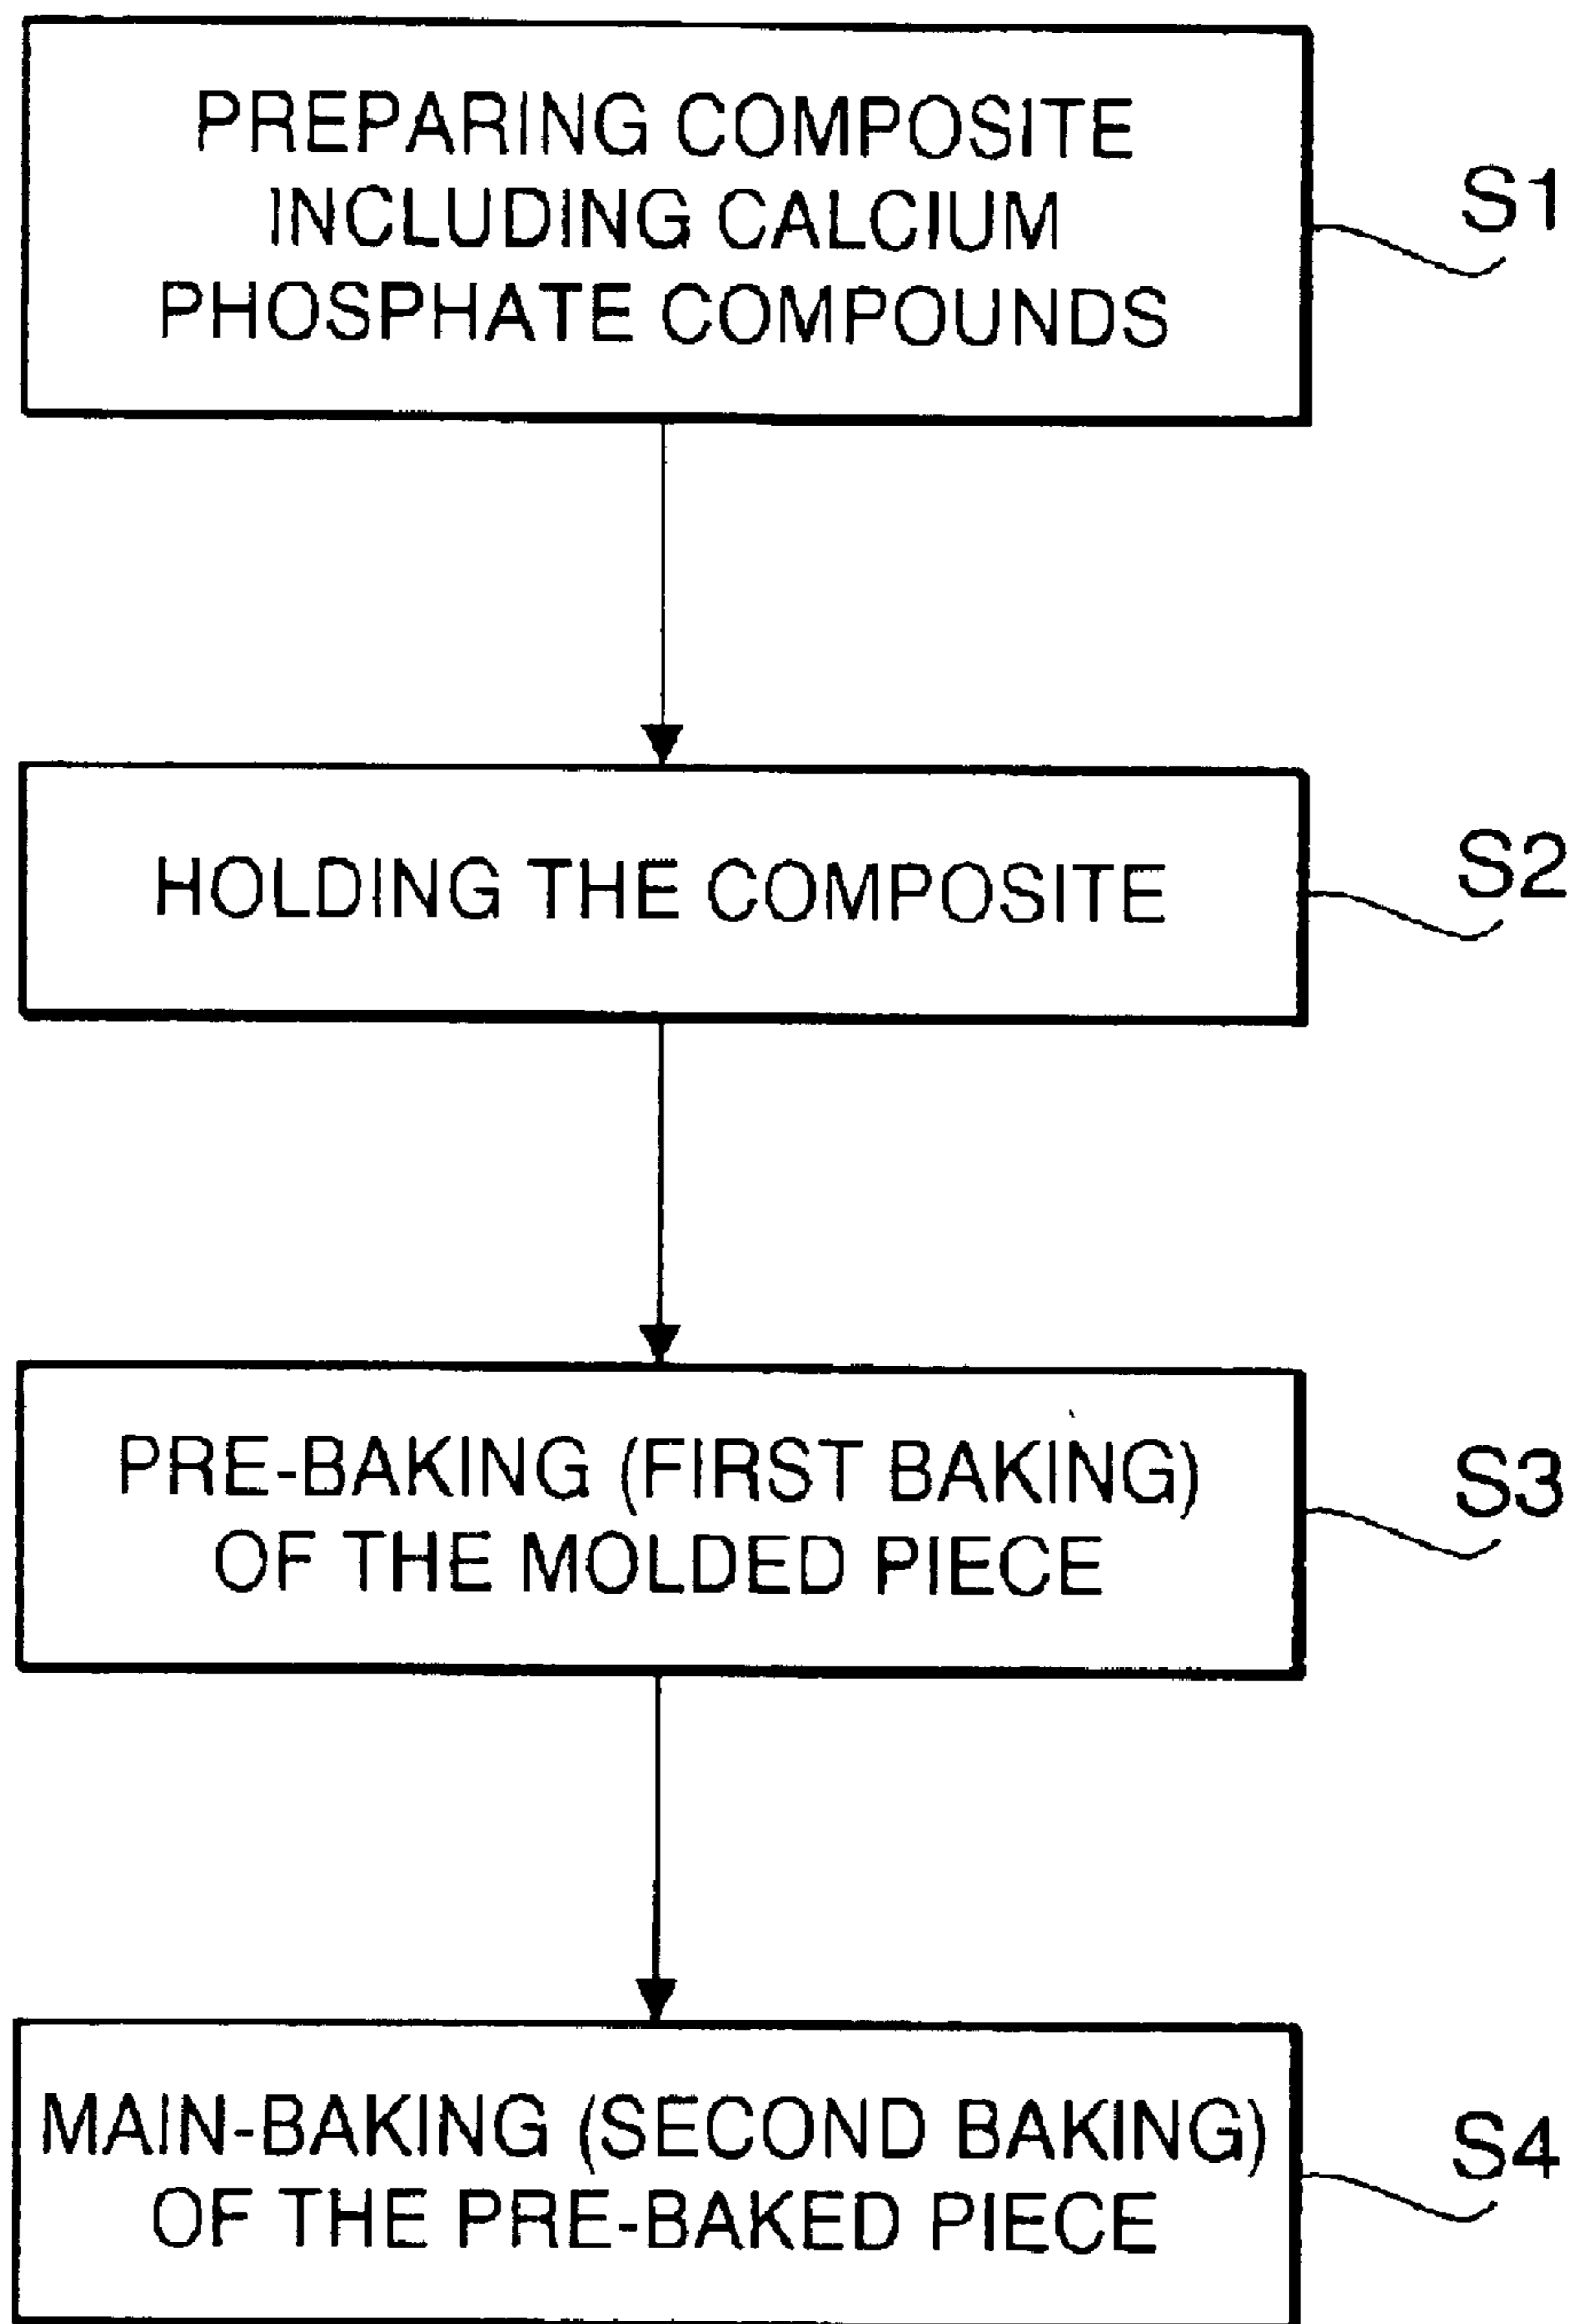 PREPARING COMPOSITE
INCLUDING CALCIUM
PHOSPHATE COMPOUNDS
S1
HOLDING THE COMPOSITE
S2
PRE-BAKING (FIRST BAKING)
OF THE MOLDED PIECE
S3
MAIN-BAKING (SECOND BAKING)
OF THE PRE-BAKED PIECE
S4